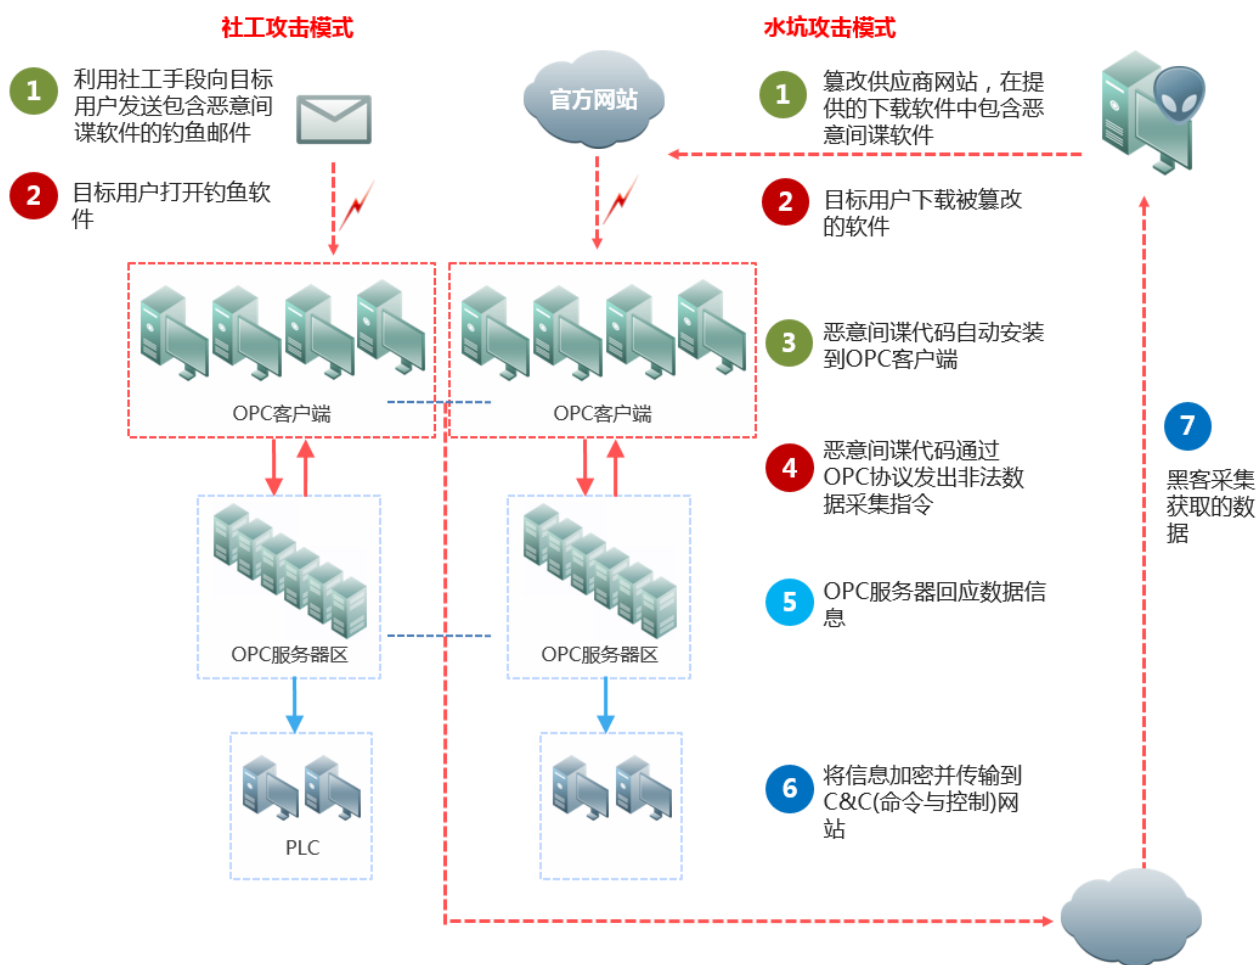 社工攻击模式
水坑攻击模式
1
利用社工手段向目标
用户发送包含恶意间
谍软件的钓鱼邮件
官方网站
1
篡改供应商网站，在提
供的下载软件中包含恶
意间谍软件
2
目标用户打开钓鱼软
件
2
目标用户下载被篡改
的软件
OPC客户端
OPC客户端
3
恶意间谍代码自动安装
到OPC客户端
4
恶意间谍代码通过
OPC协议发出非法数
据采集指令
7
黑客采集
获取的数
据
OPC服务器区
OPC服务器区
5
OPC服务器回应数据信
息
PLC
6
将信息加密并传输到
C&C(命令与控制)网
站